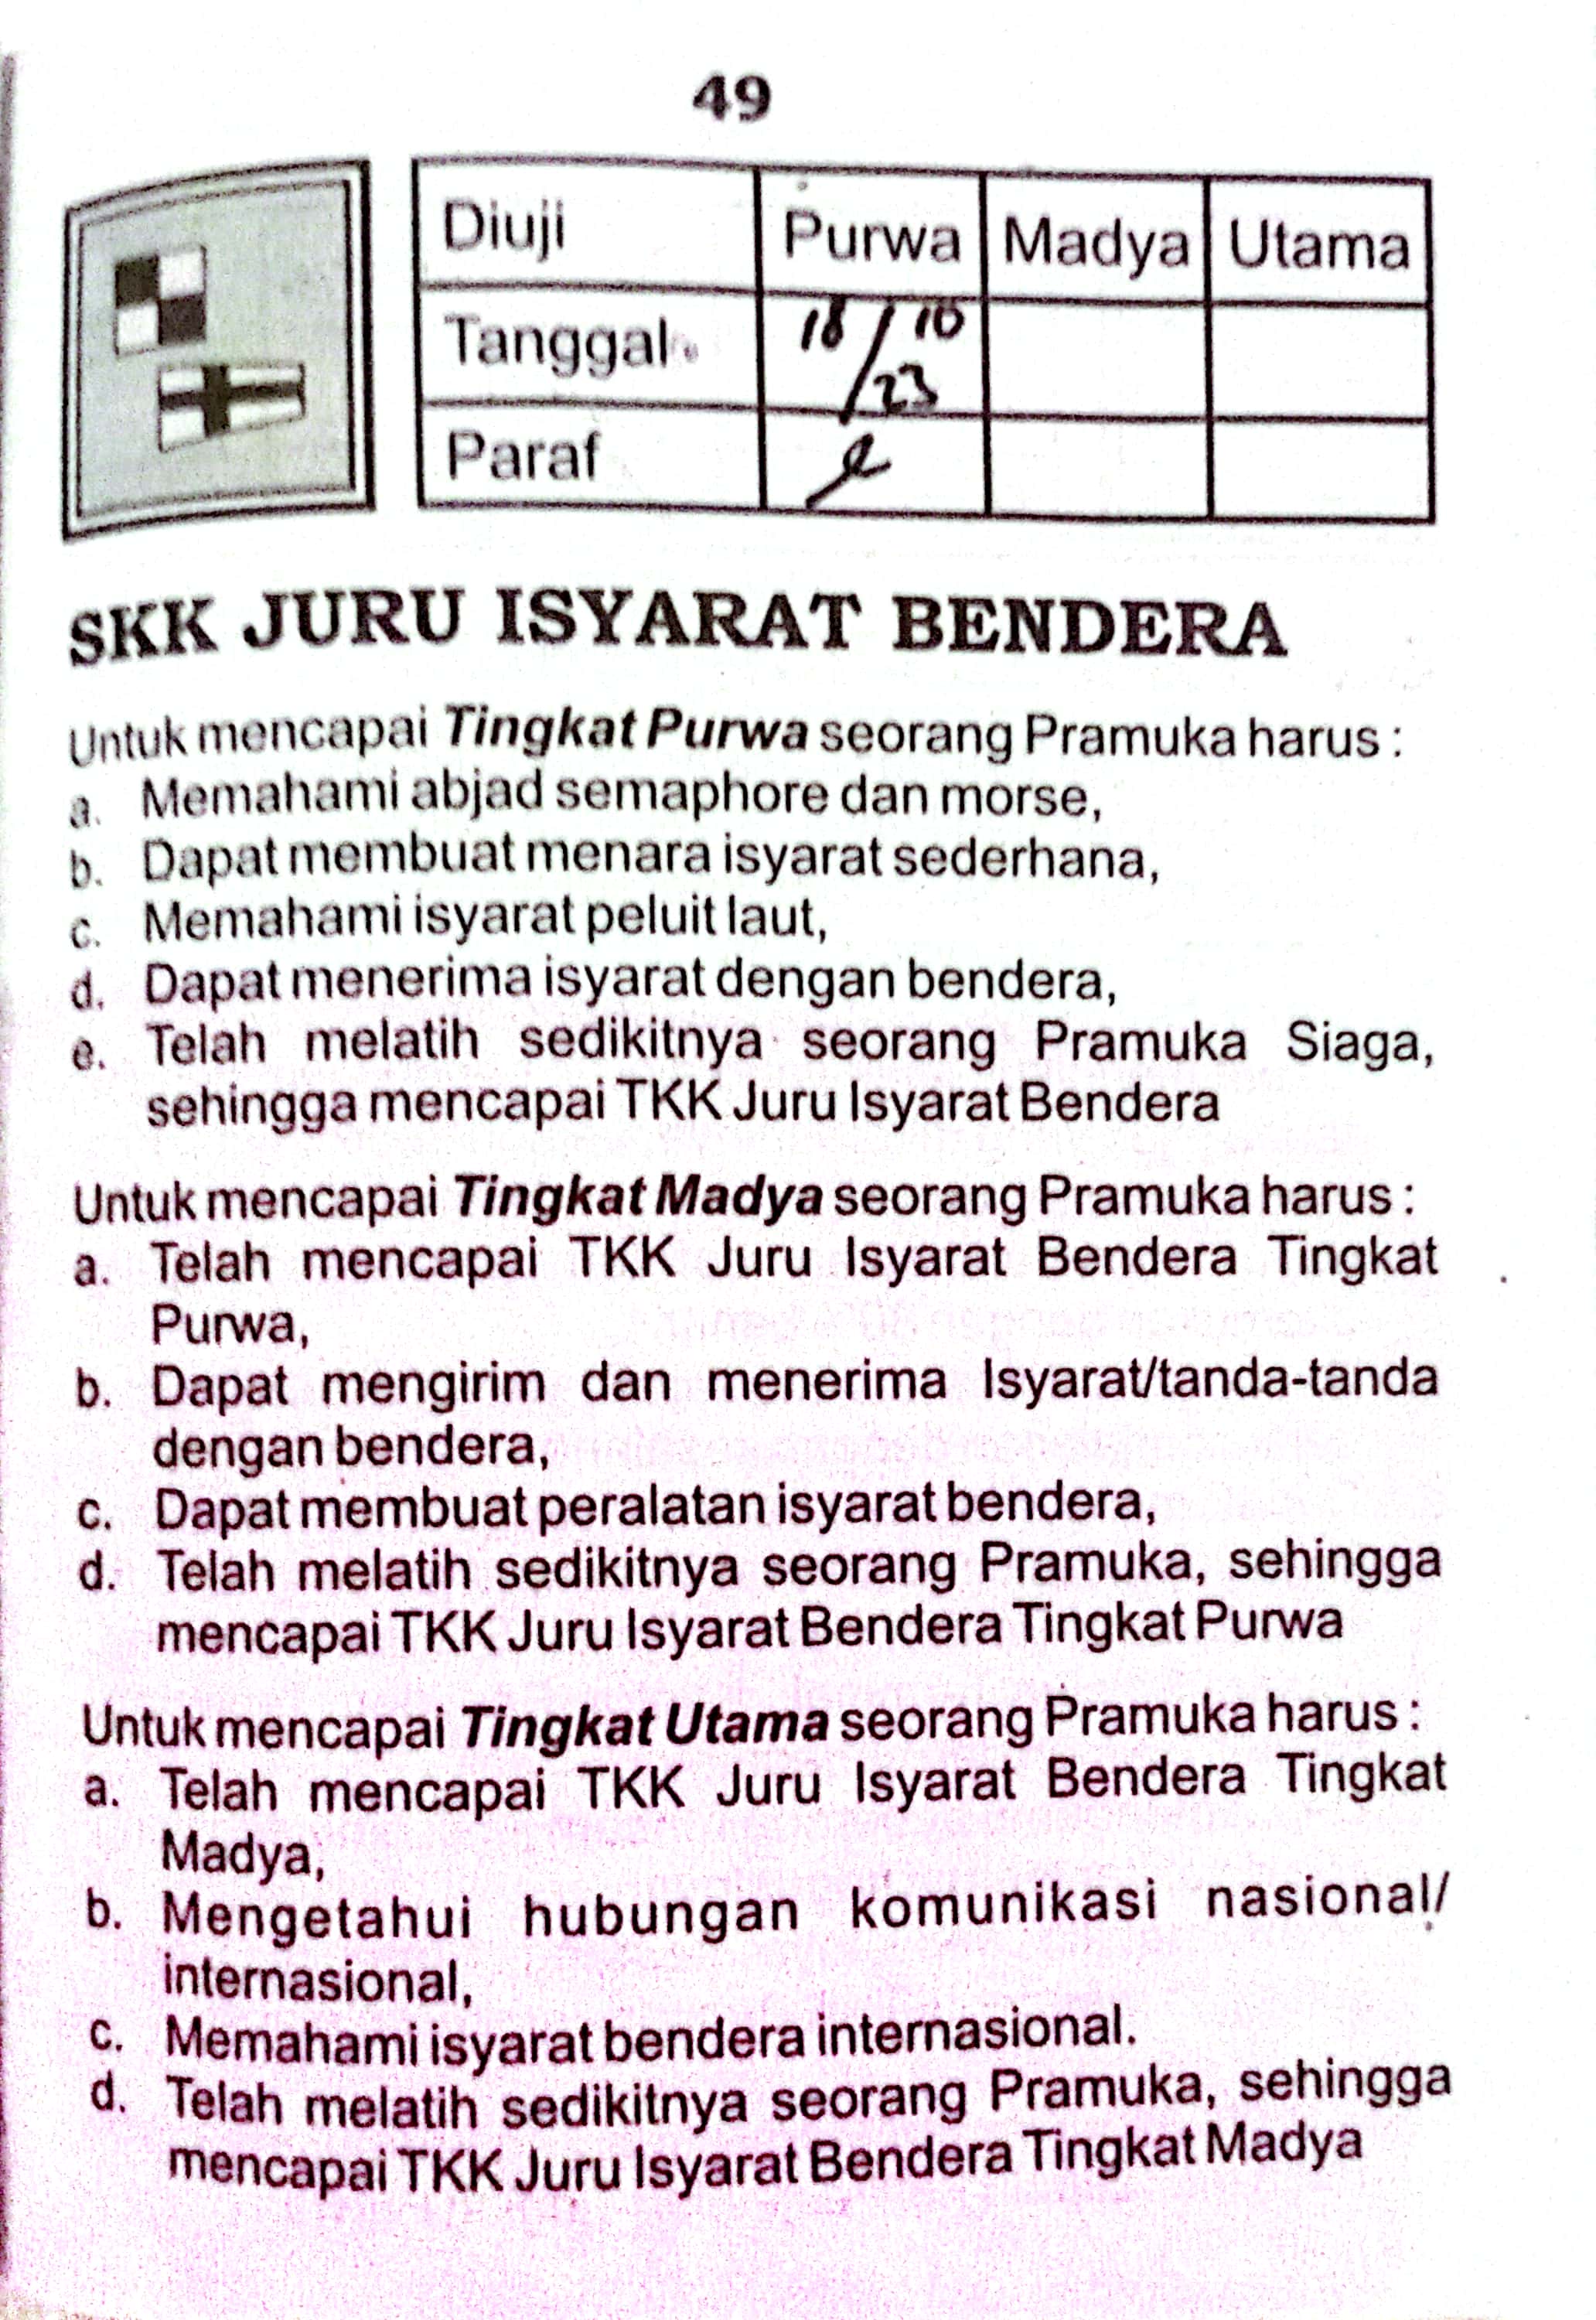 49
Diuji Purwa Madya Utama
Tanggal 18/10/23
Paraf
SKK JURU ISYARAT BENDERA
Untuk mencapai Tingkat Purwa seorang Pramuka harus :
a. Memahami abjad semaphore dan morse,
b. Dapat membuat menara isyarat sederhana,
c. Memahami isyarat peluit laut,
d. Dapat menerima isyarat dengan bendera,
e. Telah melatih sedikitnya seorang Pramuka Siaga,
sehingga mencapai TKK Juru Isyarat Bendera
Untuk mencapai Tingkat Madya seorang Pramuka harus :
a. Telah mencapai TKK Juru Isyarat Bendera Tingkat
Purwa,
b. Dapat mengirim dan menerima Isyarat/tanda-tanda
dengan bendera,
c. Dapat membuat peralatan isyarat bendera,
d. Telah melatih sedikitnya seorang Pramuka, sehingga
mencapai TKK Juru Isyarat Bendera Tingkat Purwa
Untuk mencapai Tingkat Utama seorang Pramuka harus :
a. Telah mencapai TKK Juru Isyarat Bendera Tingkat
Madya,
b. Mengetahui hubungan komunikasi nasional/
internasional,
c. Memahami isyarat bendera internasional.
d. Telah melatih sedikitnya seorang Pramuka, sehingga
mencapai TKK Juru Isyarat Bendera Tingkat Madya